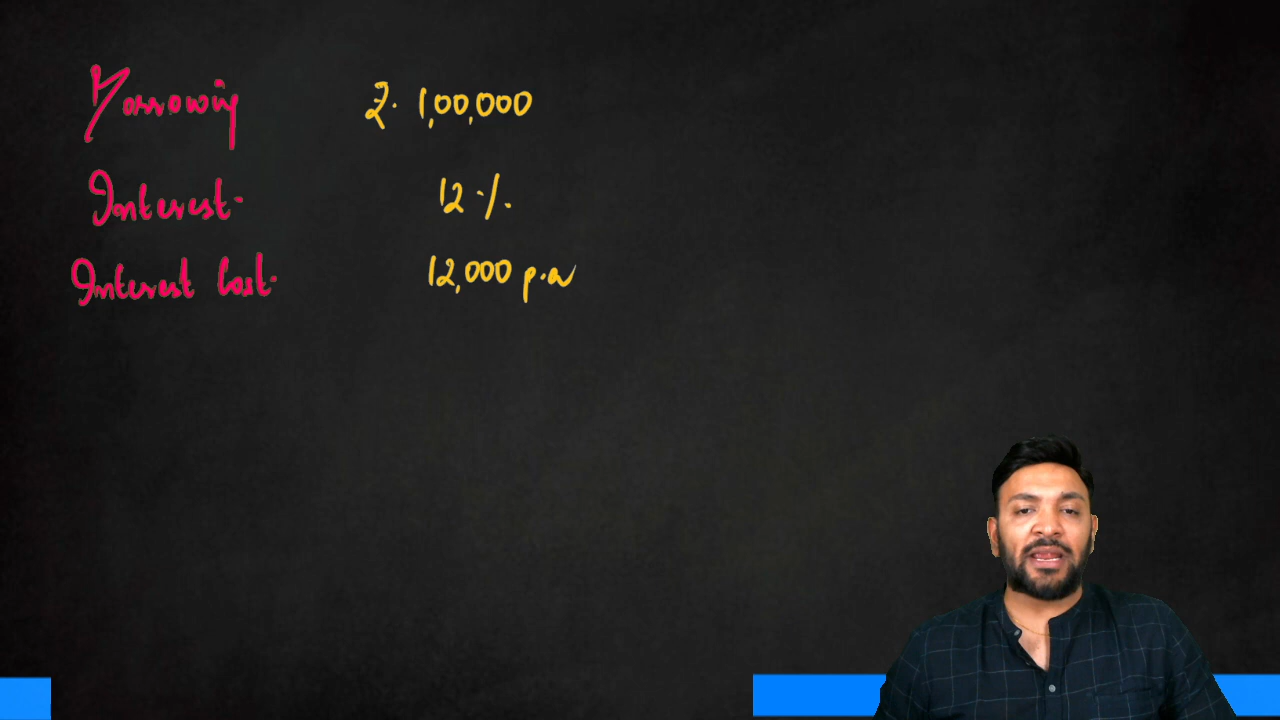 Borrowing ₹. 1,00,000
Interest. 12 %.
Interest Cost. 12,000 p.a